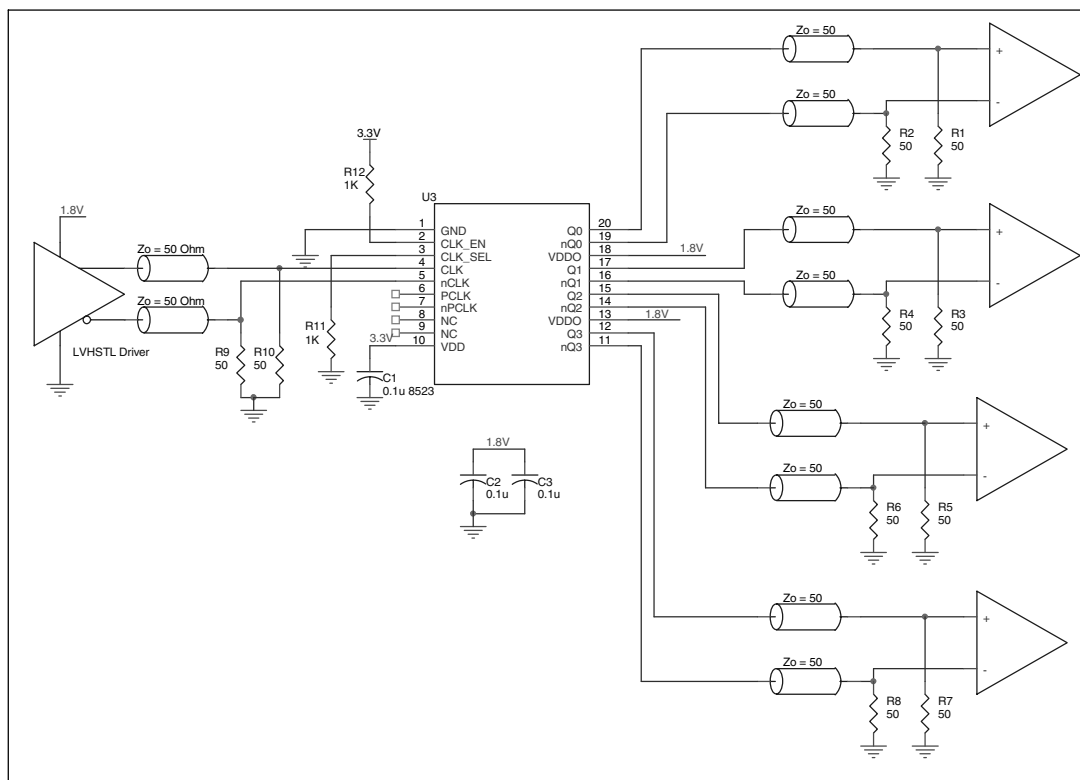 Zo = 50
+
-
Zo = 50
R2
50
R1
50
3.3V
R12
1K
U3
1.8V
Zo = 50 Ohm
Zo = 50 Ohm
LVHSTL Driver
R9
50
R10
50
R11
1K
3.3V
C1
0.1u
8523
1 GND
2 CLK_EN
3 CLK_SEL
4 CLK
5 nCLK
6 PCLK
7 nPCLK
8 NC
9 NC
10 VDD
Q0 20
nQ0 19
VDDO 18
Q1 17
nQ1 16
Q2 15
nQ2 14
VDDO 13
Q3 12
nQ3 11
1.8V
1.8V
Zo = 50
+
-
Zo = 50
R4
50
R3
50
1.8V
C2
0.1u
C3
0.1u
Zo = 50
+
-
Zo = 50
R6
50
R5
50
Zo = 50
+
-
Zo = 50
R8
50
R7
50